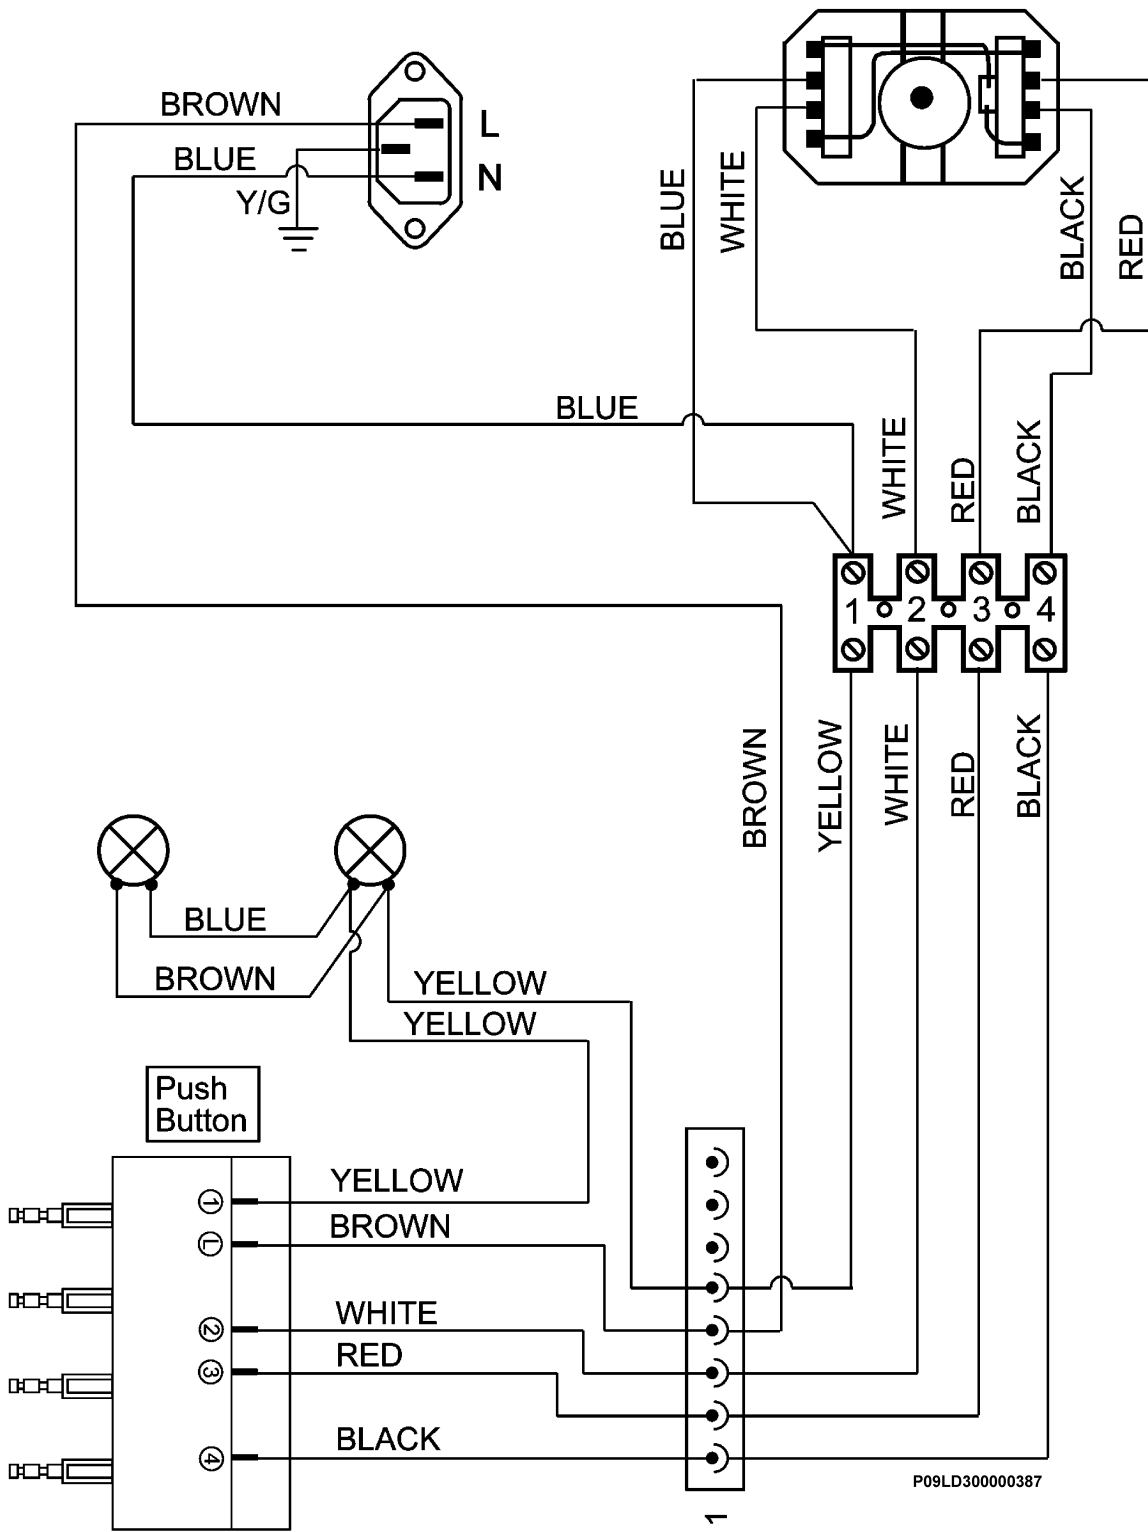 BROWN
L
BLUE
N
Y/G
BLUE
WHITE
BLACK
RED
BLUE
WHITE
RED
BLACK
1
2
3
4
BROWN
YELLOW
WHITE
RED
BLACK
BLUE
BROWN
YELLOW
YELLOW
Push
Button
1
YELLOW
L
BROWN
2
WHITE
3
RED
4
BLACK
P09LD300000387
1